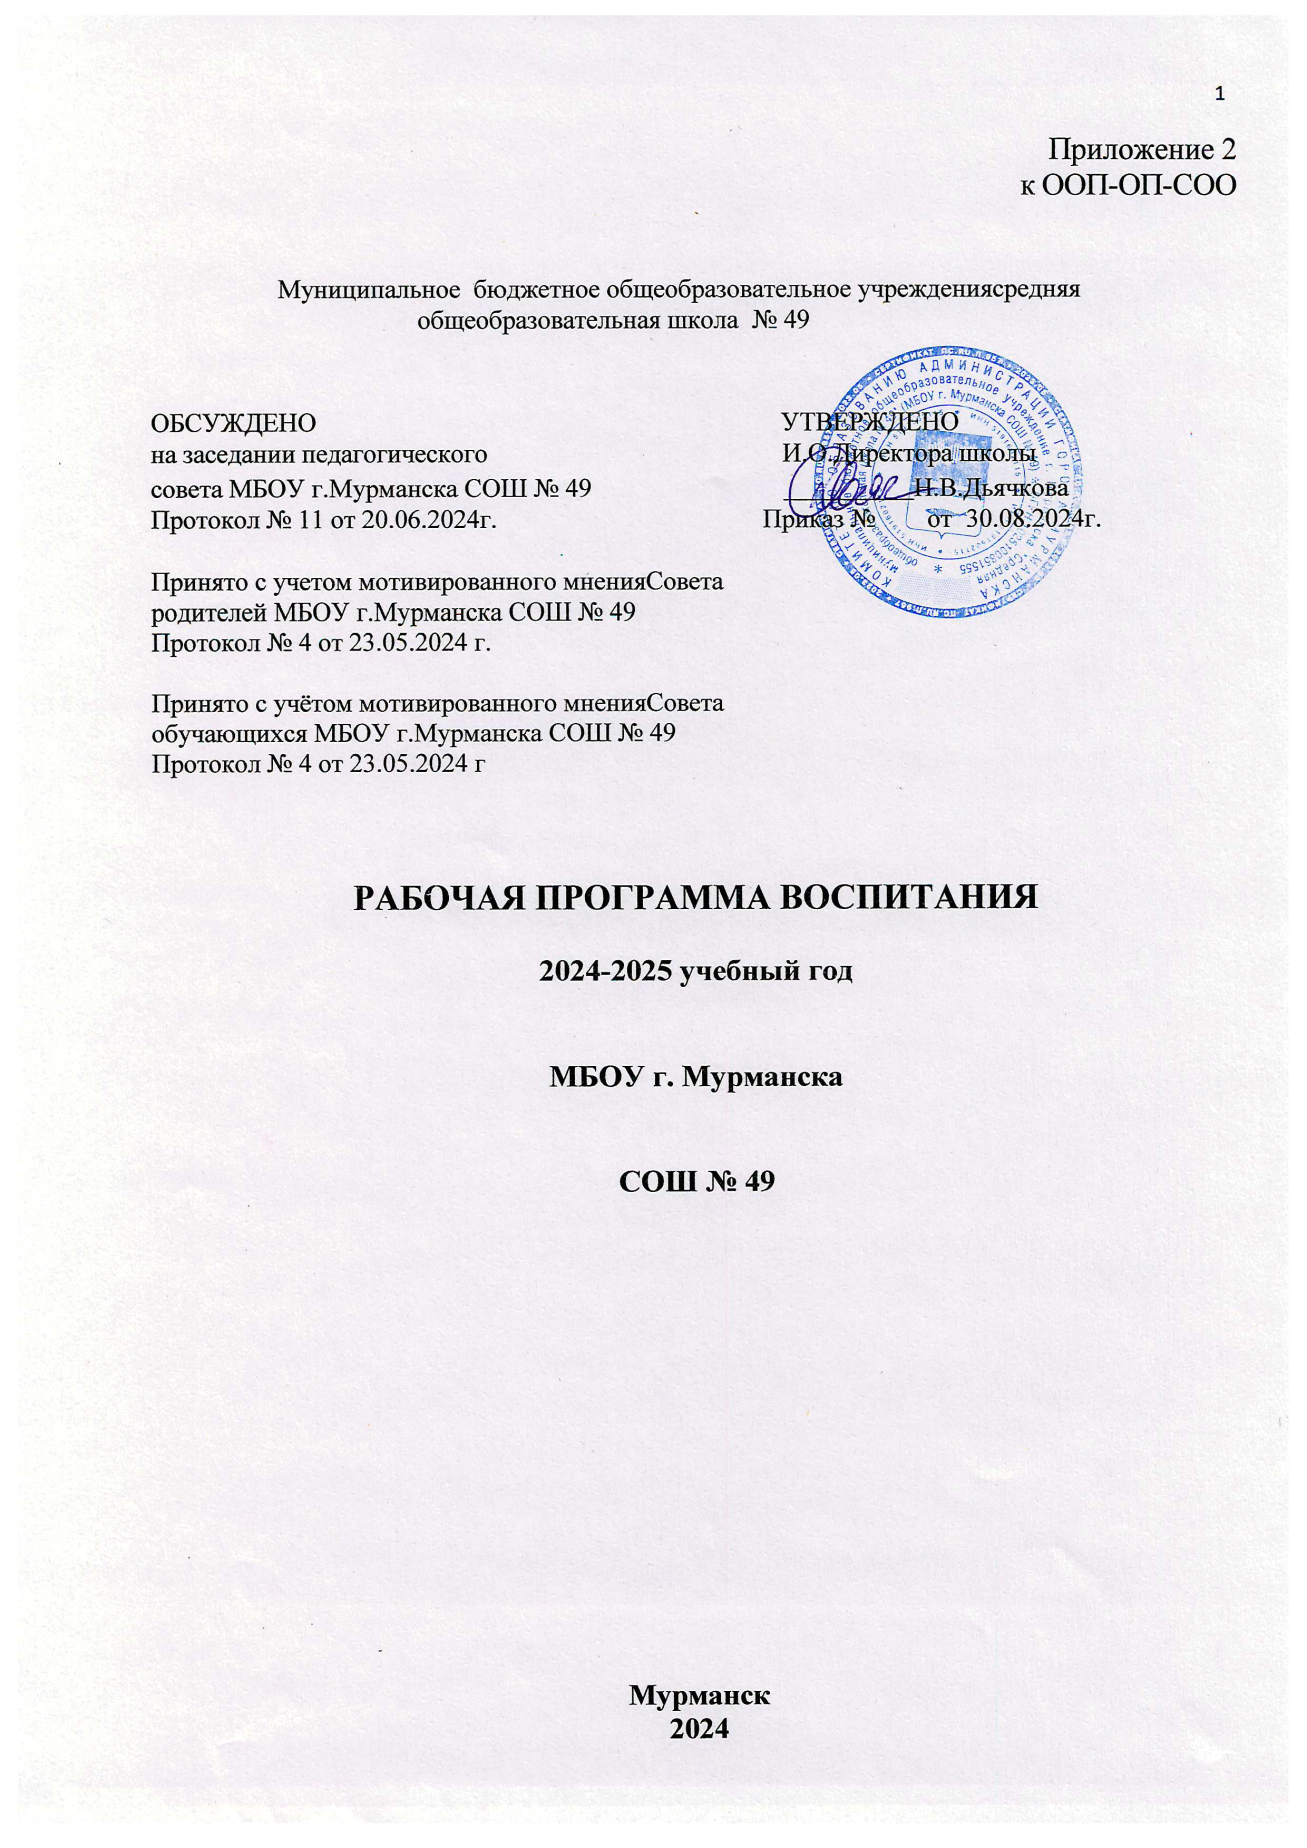 1
Приложение 2
к ООП-ОП-СОО
Муниципальное  бюджетное общеобразовательное учреждениясредняя
общеобразовательная школа  № 49
ОБСУЖДЕНО
на заседании педагогического
совета МБОУ г.Мурманска СОШ № 49
Протокол № 11 от 20.06.2024г.
УТВЕРЖДЕНО
И.О.Директора школы
__________Н.В.Дьячкова
Приказ №        от  30.08.2024г.
Принято с учетом мотивированного мненияСовета
родителей МБОУ г.Мурманска СОШ № 49
Протокол № 4 от 23.05.2024 г.
Принято с учётом мотивированного мненияСовета
обучающихся МБОУ г.Мурманска СОШ № 49
Протокол № 4 от 23.05.2024 г
РАБОЧАЯ ПРОГРАММА ВОСПИТАНИЯ
2024-2025 учебный год
МБОУ г. Мурманска
СОШ № 49
Мурманск
2024